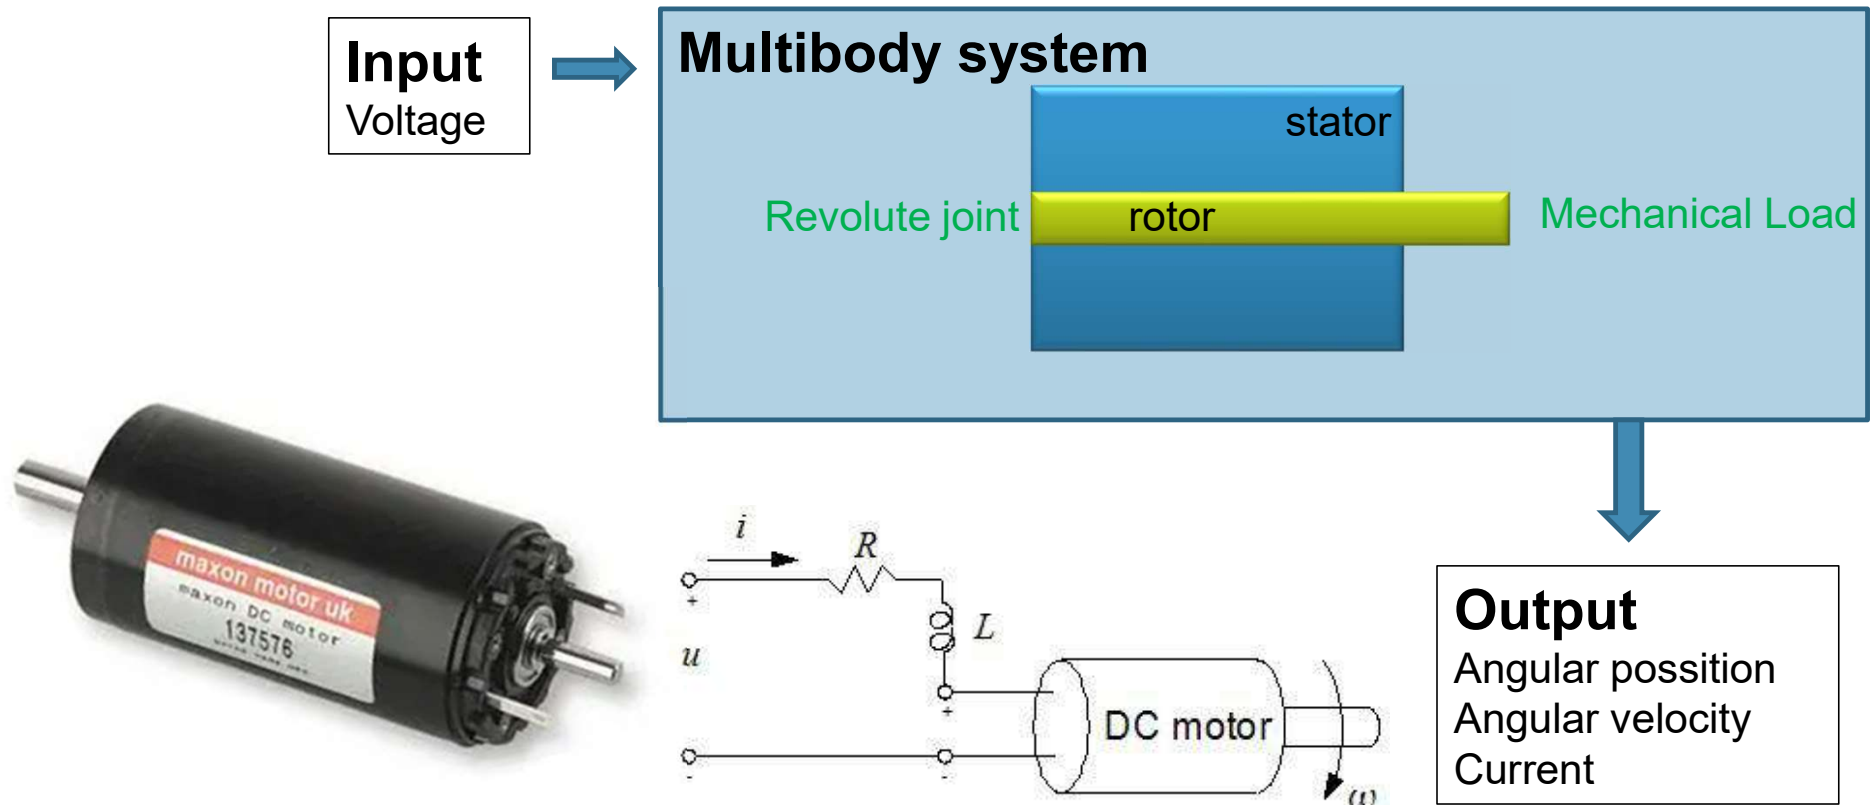 Input
Voltage
Multibody system
stator
Revolute joint
rotor
Mechanical Load
maxon motor uk
maxon DC motor
137576
i
R
+
L
u
+
DC motor
-
-
ω
Output
Angular possition
Angular velocity
Current